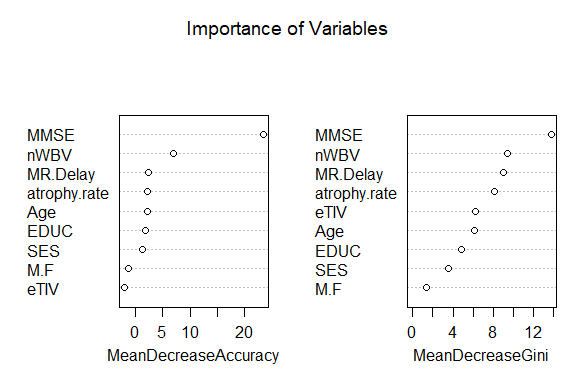 Importance of Variables
MMSE
nWBV
MR.Delay
atrophy.rate
Age
EDUC
SES
M.F
eTIV
0 5 10 20
MeanDecreaseAccuracy
MMSE
nWBV
MR.Delay
atrophy.rate
eTIV
Age
EDUC
SES
M.F
0 4 8 12
MeanDecreaseGini